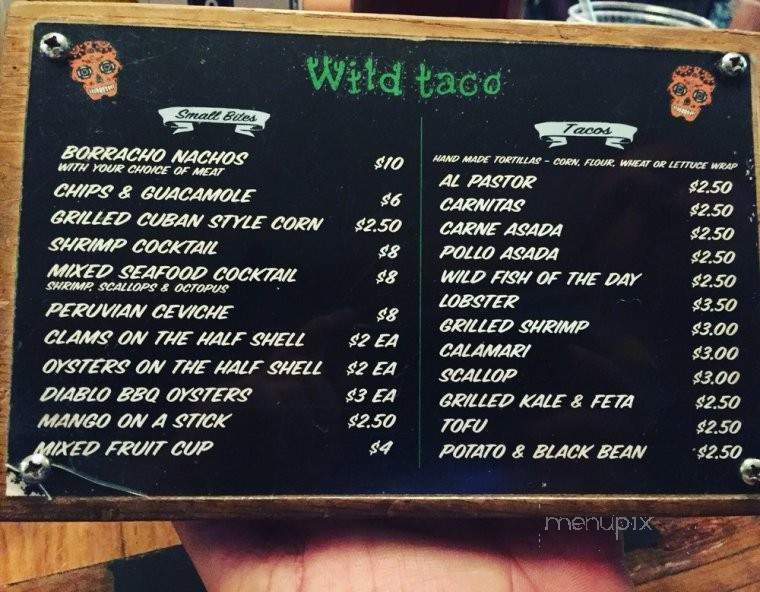 Wild taco
Small Bites
BORRACHO NACHOS $10
WITH YOUR CHOICE OF MEAT
CHIPS & GUACAMOLE $6
GRILLED CUBAN STYLE CORN $2.50
SHRIMP COCKTAIL $8
MIXED SEAFOOD COCKTAIL $8
SHRIMP, SCALLOPS & OCTOPUS
PERUVIAN CEVICHE $8
CLAMS ON THE HALF SHELL $2 EA
OYSTERS ON THE HALF SHELL $2 EA
DIABLO BBQ OYSTERS $3 EA
MANGO ON A STICK $2.50
MIXED FRUIT CUP $4
Tacos
HAND MADE TORTILLAS - CORN, FLOUR, WHEAT OR LETTUCE WRAP
AL PASTOR $2.50
CARNITAS $2.50
CARNE ASADA $2.50
POLLO ASADA $2.50
WILD FISH OF THE DAY $2.50
LOBSTER $3.50
GRILLED SHRIMP $3.00
CALAMARI $3.00
SCALLOP $3.00
GRILLED KALE & FETA $2.50
TOFU $2.50
POTATO & BLACK BEAN $2.50
menupix